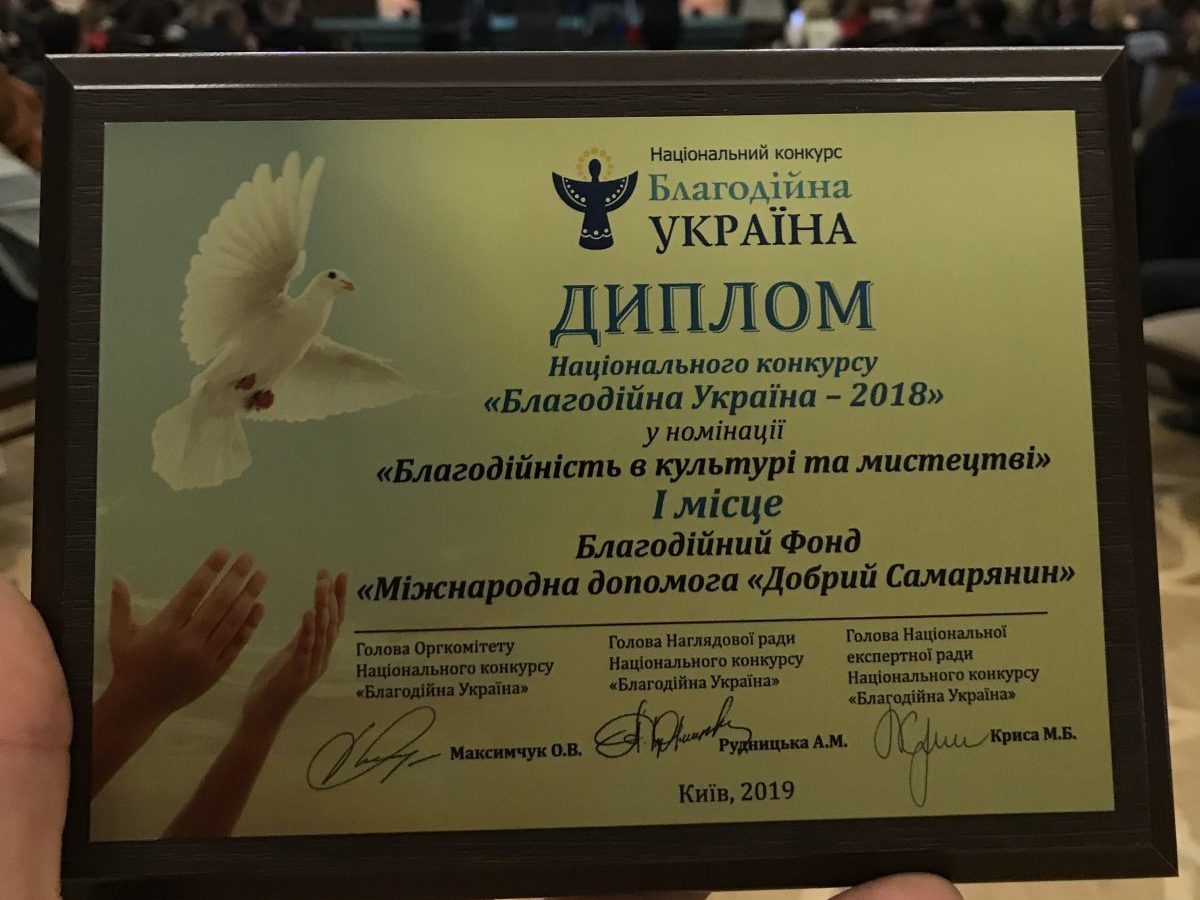 Національний конкурс
Благодійна
УКРАЇНА
ДИПЛОМ
Національного конкурсу
«Благодійна Україна – 2018»
у номінації
«Благодійність в культурі та мистецтві»
І місце
Благодійний Фонд
«Міжнародна допомога «Добрий Самарянин»
Голова Оргкомітету
Національного конкурсу
«Благодійна Україна»
Максимчук О.В.
Голова Наглядової ради
Національного конкурсу
«Благодійна Україна»
Рудницька А.М.
Голова Національної
експертної ради
Національного конкурсу
«Благодійна Україна»
Криса М.Б.
Київ, 2019